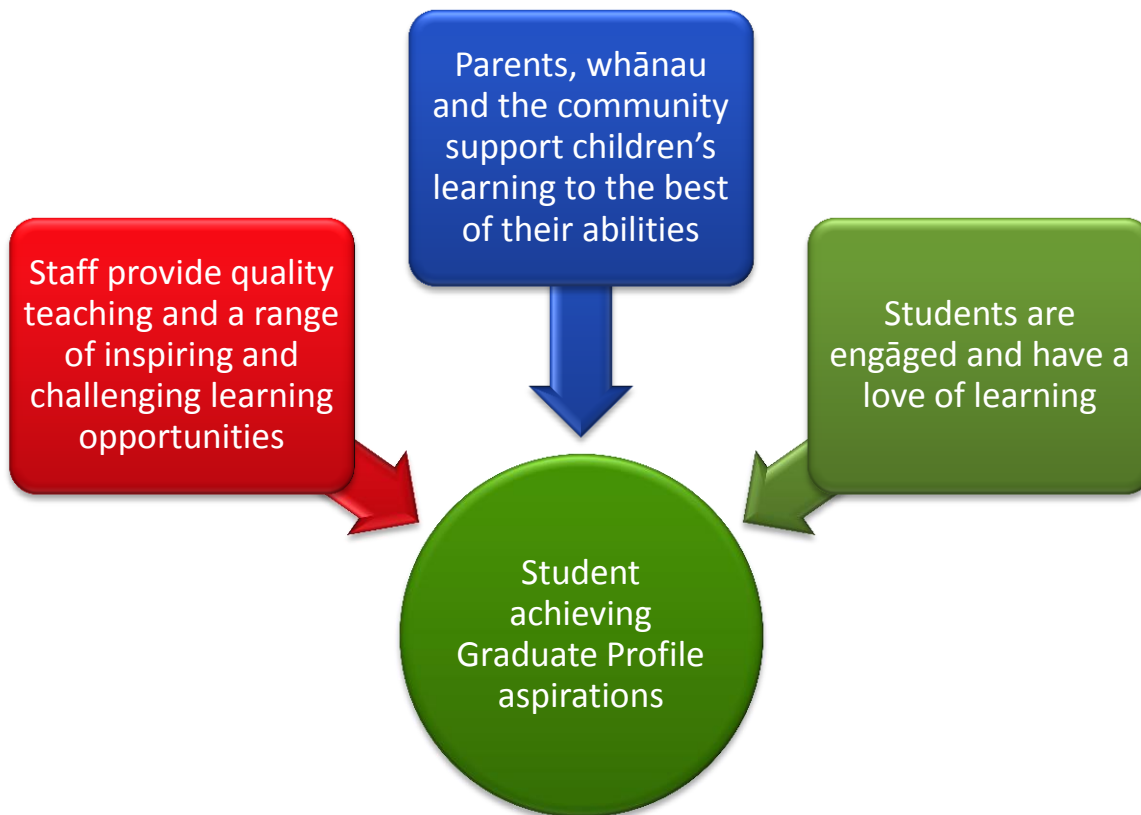 Parents, whānau
and the community
support children’s
learning to the best
of their abilities
Staff provide quality
teaching and a range
of inspiring and
challenging learning
opportunities
Students are
engāged and have a
love of learning
Student
achieving
Graduate Profile
aspirations